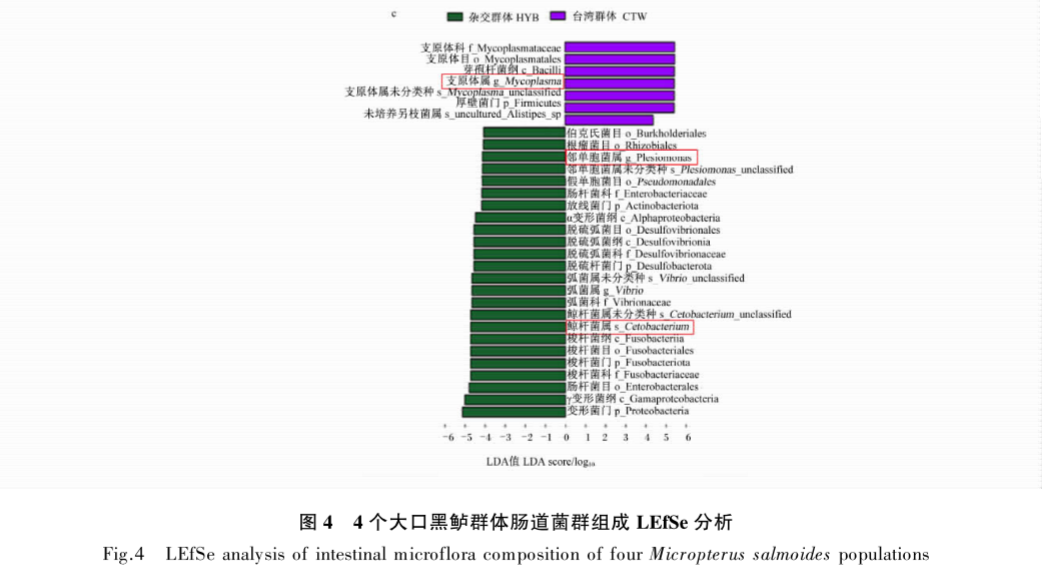 c
杂交群体 HYB 台湾群体 CTW
支原体科 f_Mycoplasmataceae
支原体目 o_Mycoplasmatales
芽孢杆菌纲 c_Bacilli
支原体属 g_Mycoplasma
支原体属未分类种 s_Mycoplasma_unclassified
厚壁菌门 p_Firmicutes
未培养另枝菌属 s_uncultured_Alistipes_sp
伯克氏菌目 o_Burkholderiales
根瘤菌目 o_Rhizobiales
邻单胞菌属 g_Plesiomonas
邻单胞菌属未分类种 s_Plesiomonas_unclassified
假单胞菌目 o_Pseudomonadales
肠杆菌科 f_Enterobacteriaceae
放线菌门 p_Actinobacteriota
α变形菌纲 c_Alphaproteobacteria
脱硫弧菌目 o_Desulfovibrionales
脱硫弧菌纲 c_Desulfovibrionia
脱硫弧菌科 f_Desulfovibrionaceae
脱硫杆菌门 p_Desulfobacterota
弧菌属未分类种 s_Vibrio_unclassified
弧菌属 g_Vibrio
弧菌科 f_Vibrionaceae
鲸杆菌属未分类种 s_Cetobacterium_unclassified
鲸杆菌属 s_Cetobacterium
梭杆菌纲 c_Fusobacteriia
梭杆菌目 o_Fusobacteriales
梭杆菌门 p_Fusobacteriota
梭杆菌科 f_Fusobacteriaceae
肠杆菌目 o_Enterobacterales
γ变形菌纲 c_Gamaproteobacteria
变形菌门 p_Proteobacteria
-6 -5 -4 -3 -2 -1 0 1 2 3 4 5 6
LDA值 LDA score/log₁₀
图 4 4 个大口黑鲈群体肠道菌群组成 LEfSe 分析
Fig.4 LEfSe analysis of intestinal microflora composition of four Micropterus salmoides populations